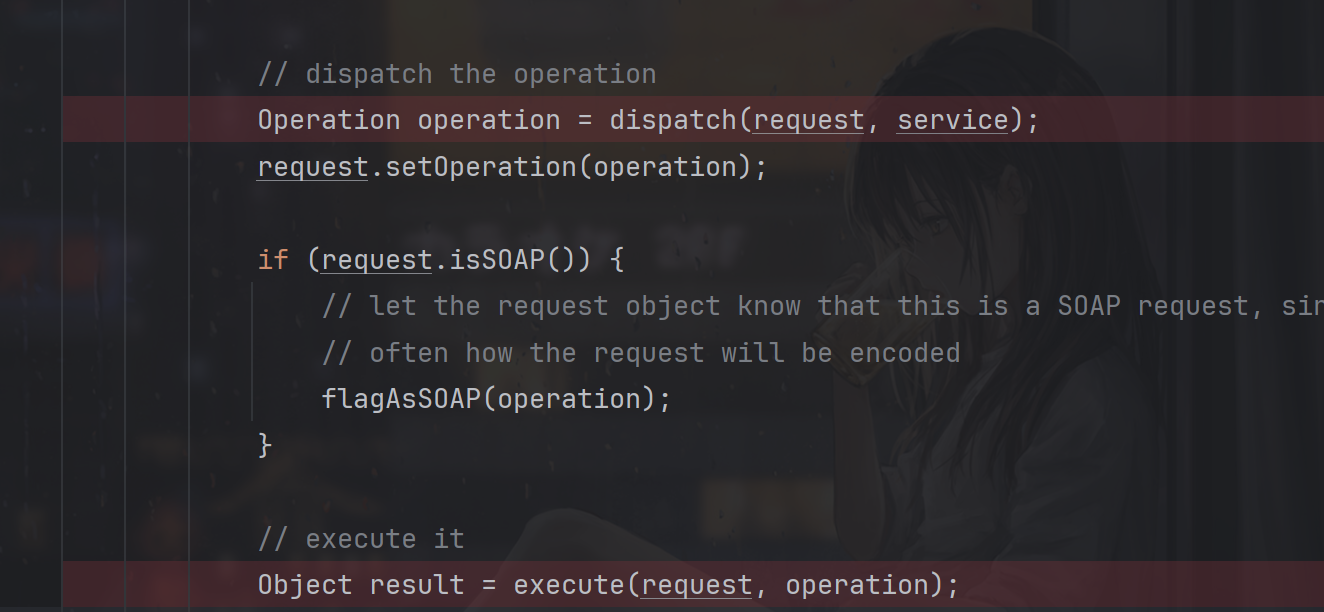 // dispatch the operation
Operation operation = dispatch(request, service);
request.setOperation(operation);
if (request.isSOAP()) {
// let the request object know that this is a SOAP request, sin
// often how the request will be encoded
flagAsSOAP(operation);
}
// execute it
Object result = execute(request, operation);